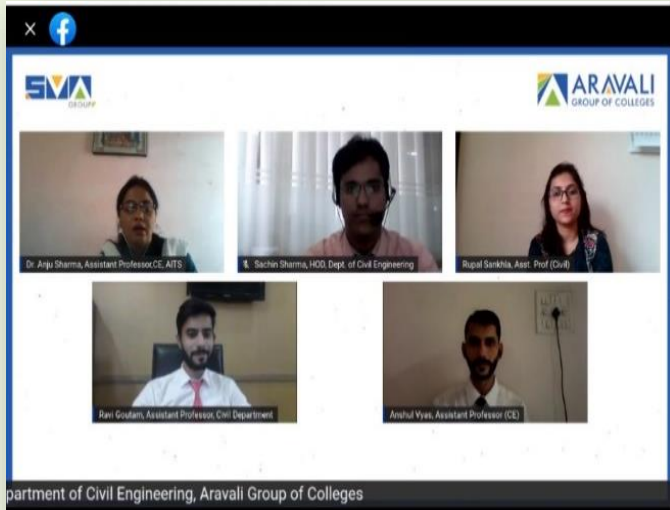 SVA
GROUP
ARAVALI
GROUP OF COLLEGES
Dr. Anju Sharma, Assistant Professor,CE, AITS
Sachin Sharma, HOD, Dept. of Civil Engineering
Rupal Sankhla, Asst. Prof (Civil)
Ravi Goutam, Assistant Professor, Civil Department
Anshul Vyas, Assistant Professor (CE)
partment of Civil Engineering, Aravali Group of Colleges